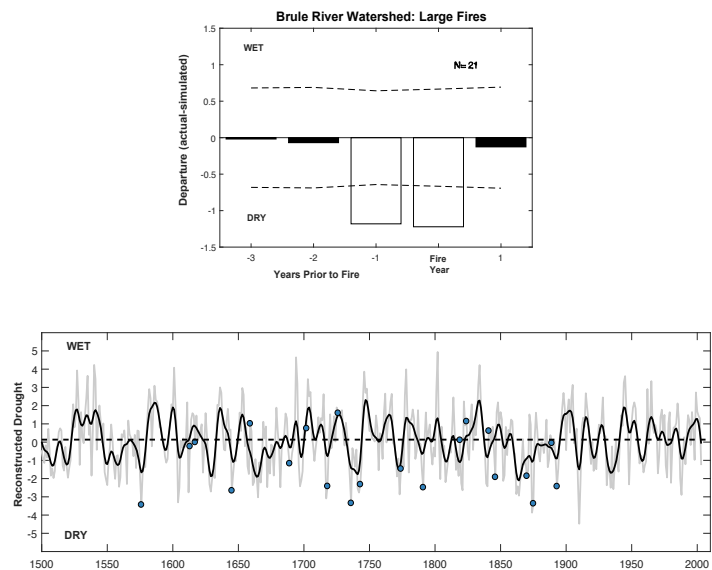 Brule River Watershed: Large Fires
1.5
1
0.5
0
-0.5
-1
-1.5
Departure (actual-simulated)
WET
N= 21
DRY
-3 -2 -1 Fire Year 1
Years Prior to Fire
Reconstructed Drought
WET
5
4
3
2
1
0
-1
-2
-3
-4
-5
DRY
1500 1550 1600 1650 1700 1750 1800 1850 1900 1950 2000